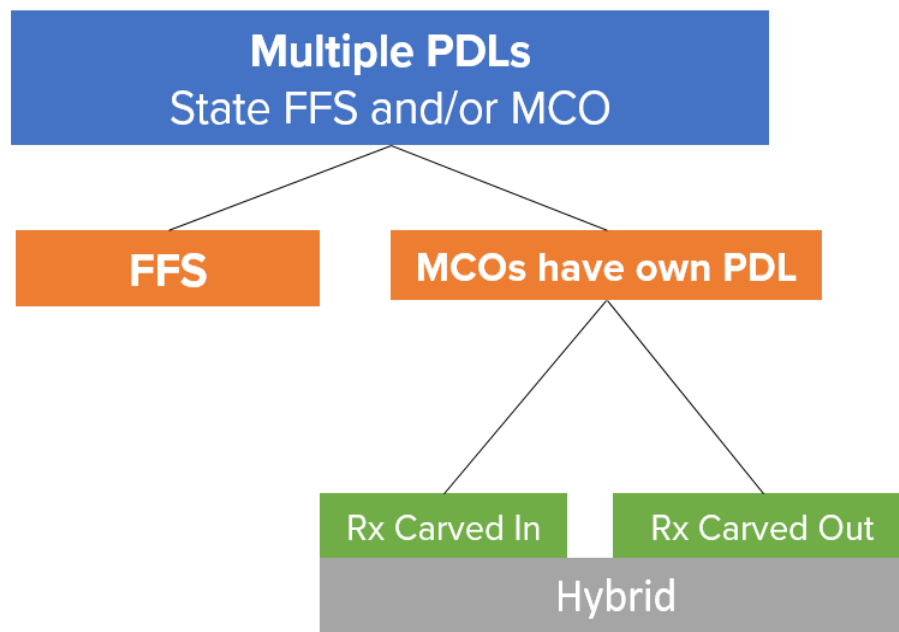 Multiple PDLs
State FFS and/or MCO
FFS
MCOs have own PDL
Rx Carved In
Rx Carved Out
Hybrid